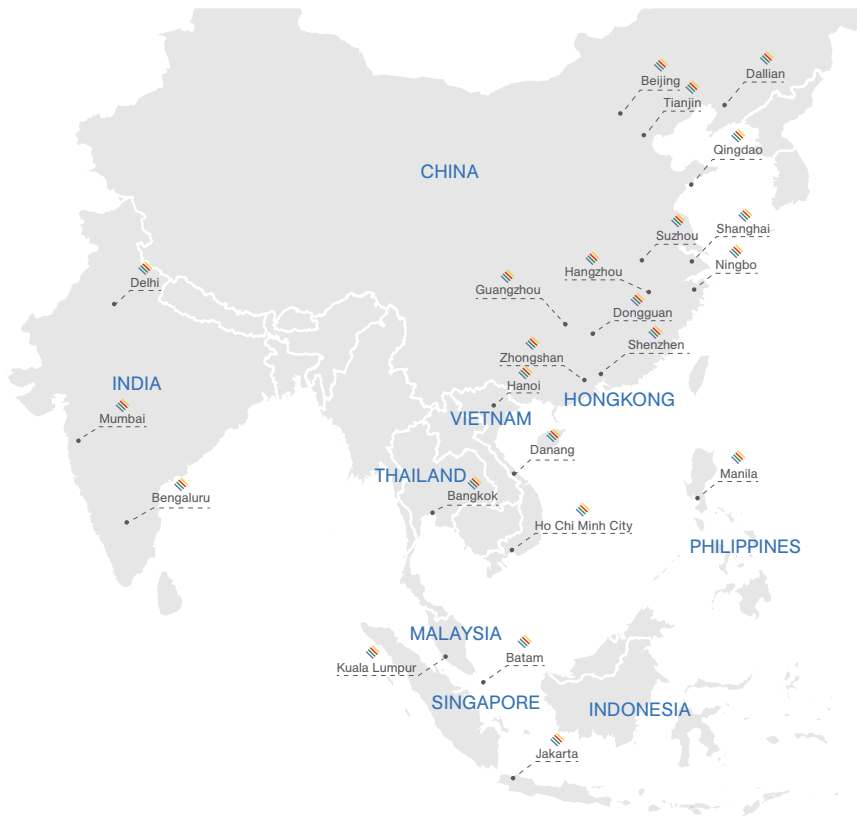 Beijing
Dallian
Tianjin
Qingdao
CHINA
Suzhou
Shanghai
Hangzhou
Ningbo
Delhi
Guangzhou
Dongguan
Shenzhen
Zhongshan
INDIA
Hanoi
HONGKONG
Mumbai
VIETNAM
Danang
THAILAND
Manila
Bengaluru
Bangkok
Ho Chi Minh City
PHILIPPINES
MALAYSIA
Batam
Kuala Lumpur
SINGAPORE
INDONESIA
Jakarta